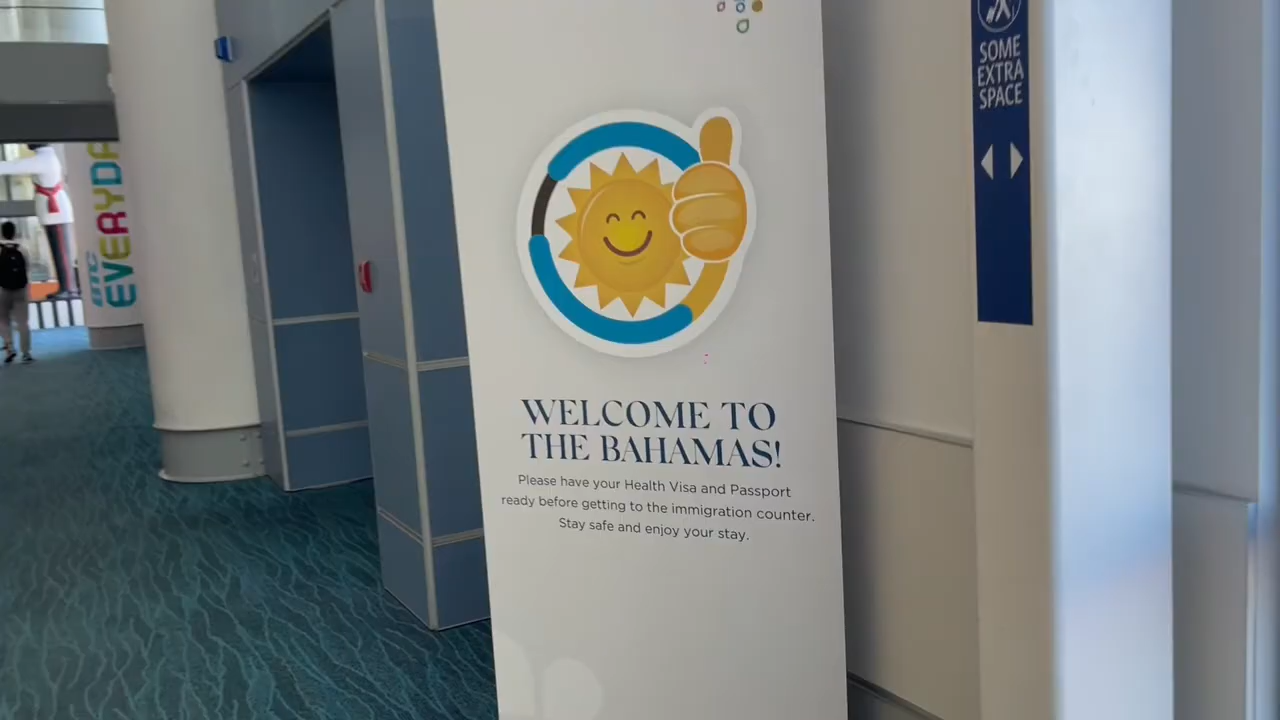 SOME
EXTRA
SPACE
BTC
EVERYDA
WELCOME TO
THE BAHAMAS!
Please have your Health Visa and Passport
ready before getting to the immigration counter.
Stay safe and enjoy your stay.